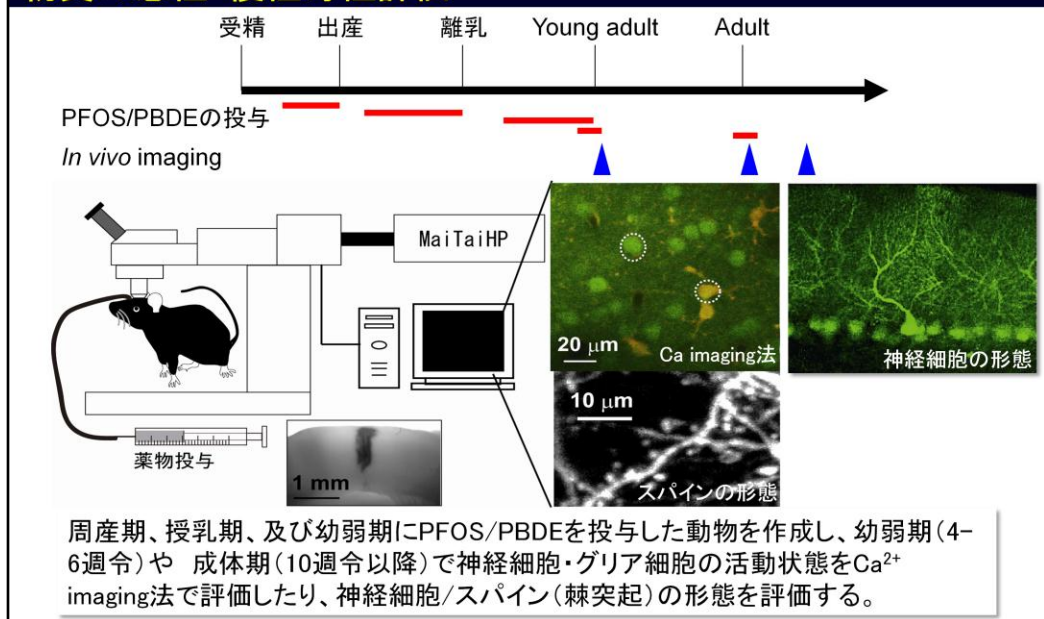 受精 出産 離乳 Young adult Adult
PFOS/PBDEの投与
In vivo imaging
MaiTaiHP
薬物投与
1 mm
20 μm
Ca imaging法
10 μm
スパインの形態
神経細胞の形態
周産期、授乳期、及び幼弱期にPFOS/PBDEを投与した動物を作成し、幼弱期(4-
6週令)や 成体期(10週令以降)で神経細胞・グリア細胞の活動状態をCa²⁺
imaging法で評価したり、神経細胞/スパイン(棘突起)の形態を評価する。